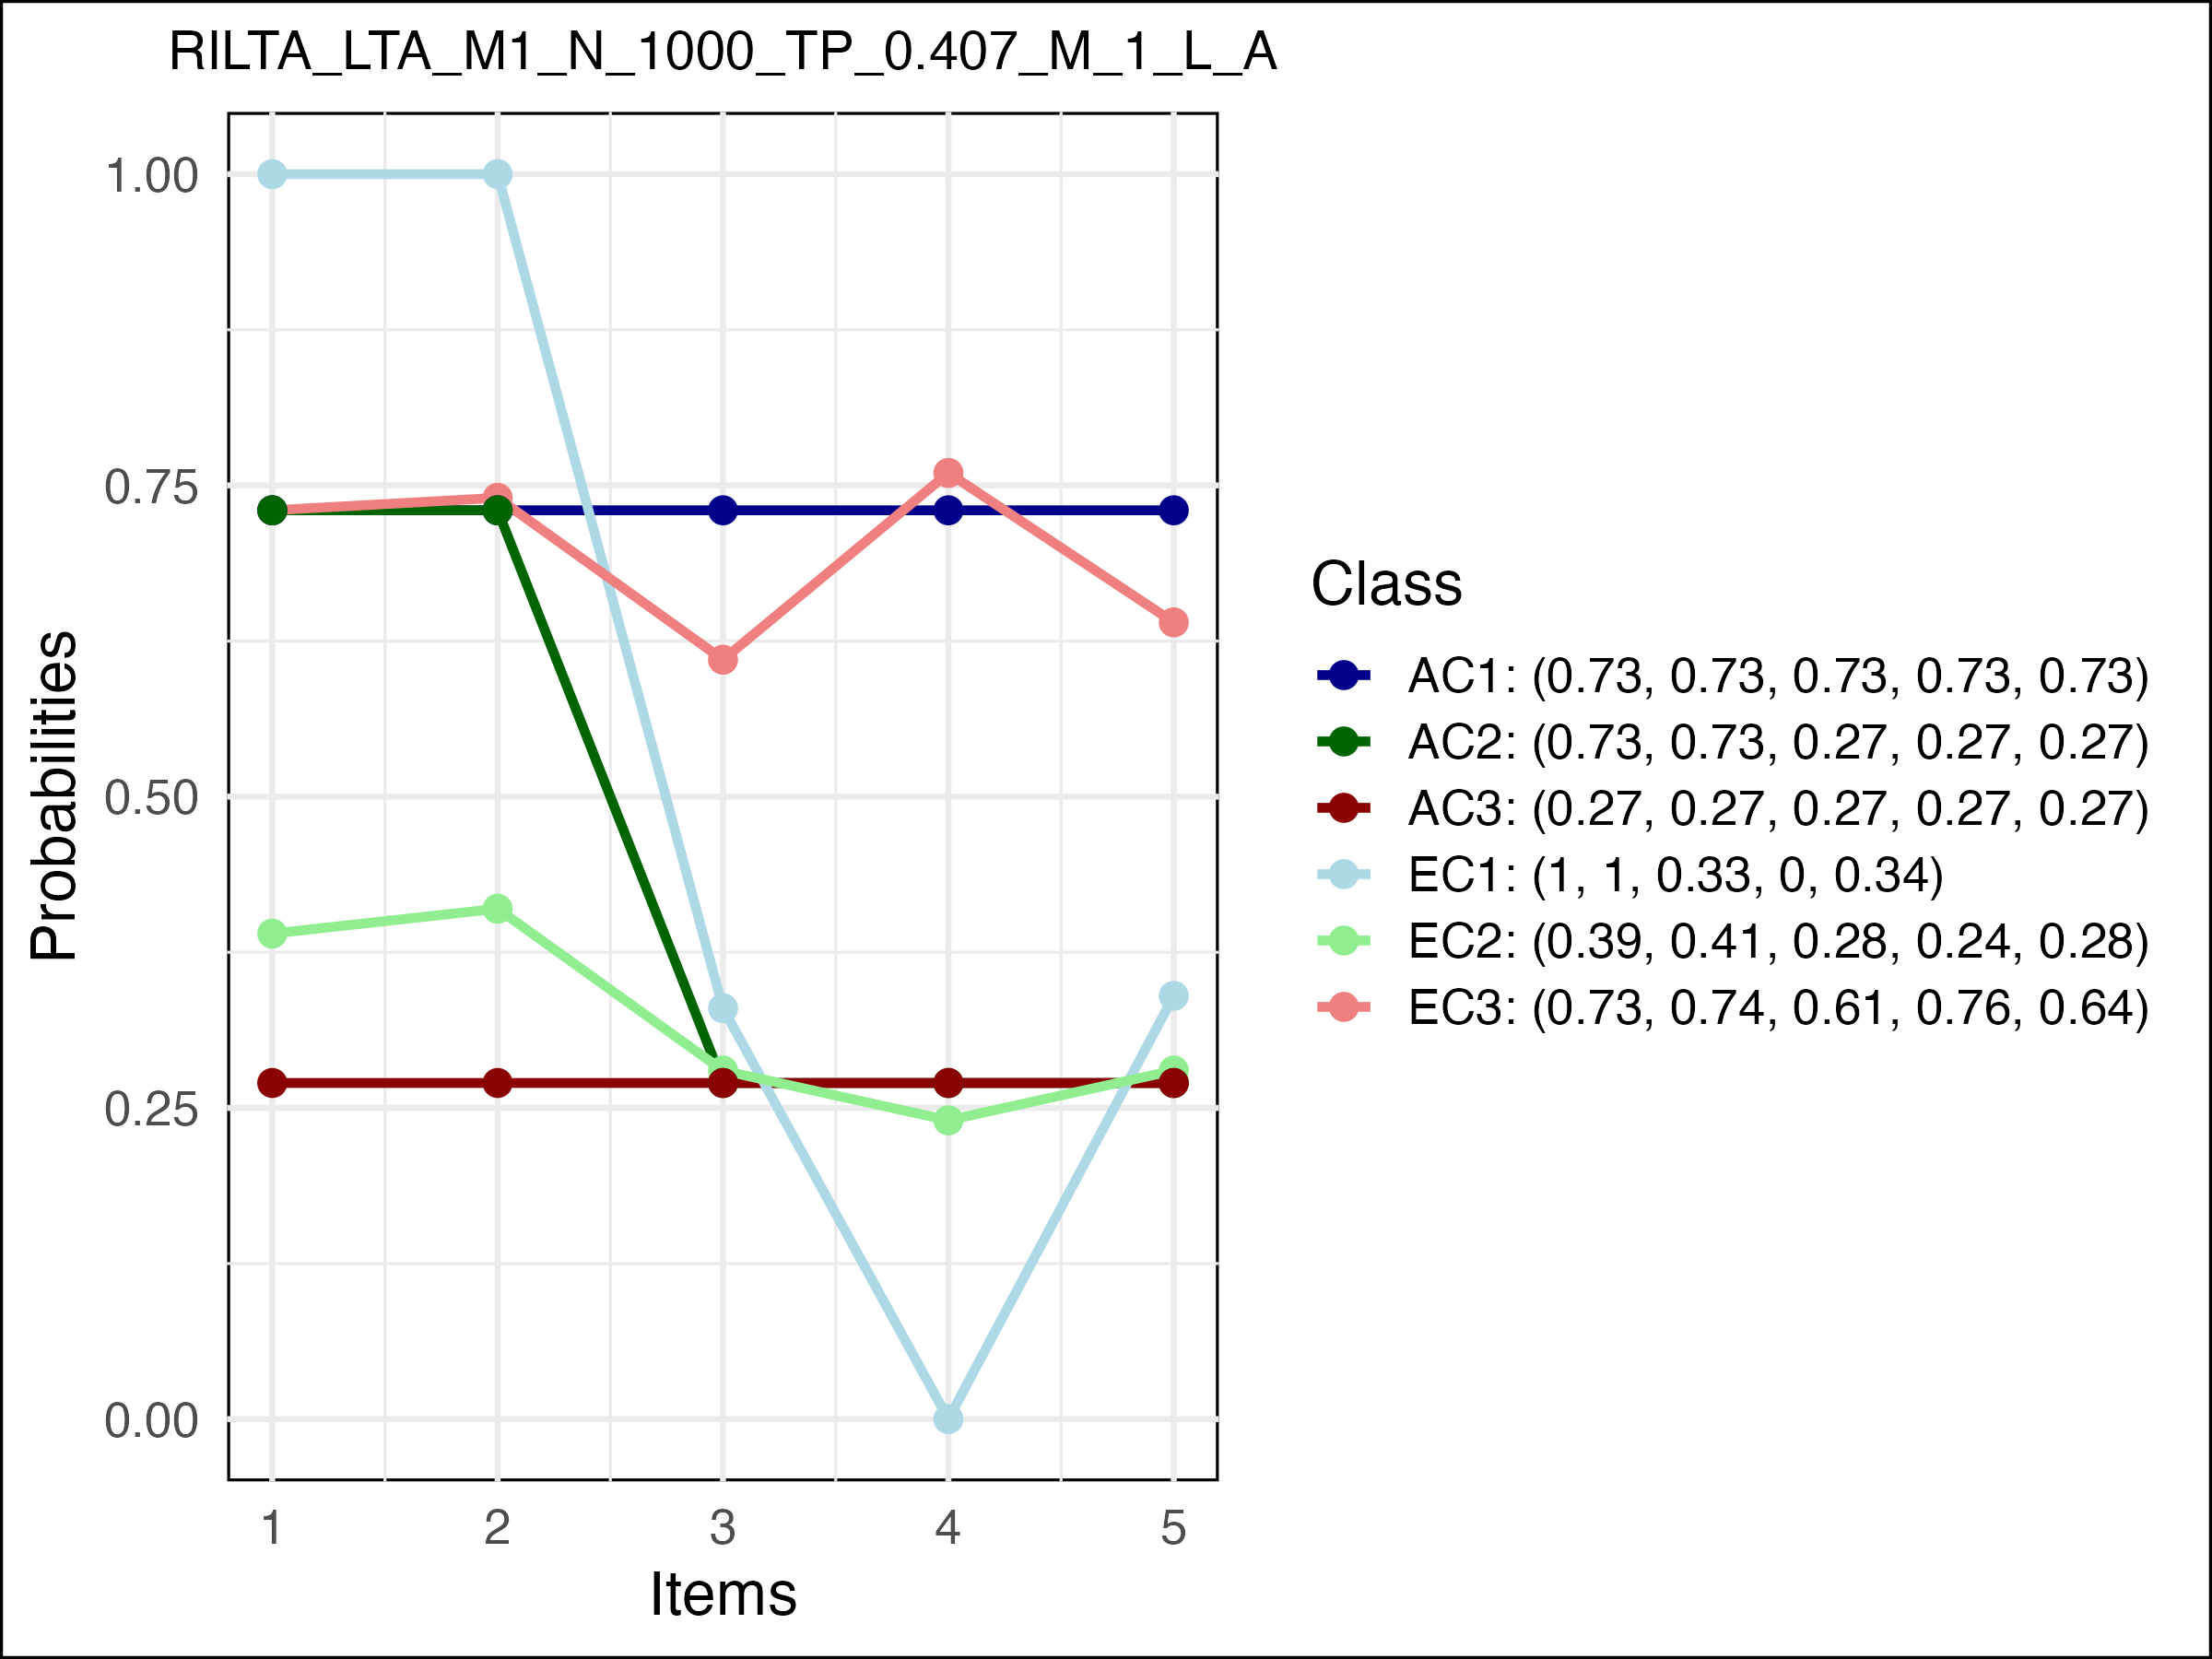 RILTA_LTA_M1_N_1000_TP_0.407_M_1_L_A
1.00
0.75
0.50
0.25
0.00
Probabilities
1 2 3 4 5
Items
Class
AC1: (0.73, 0.73, 0.73, 0.73, 0.73)
AC2: (0.73, 0.73, 0.27, 0.27, 0.27)
AC3: (0.27, 0.27, 0.27, 0.27, 0.27)
EC1: (1, 1, 0.33, 0, 0.34)
EC2: (0.39, 0.41, 0.28, 0.24, 0.28)
EC3: (0.73, 0.74, 0.61, 0.76, 0.64)